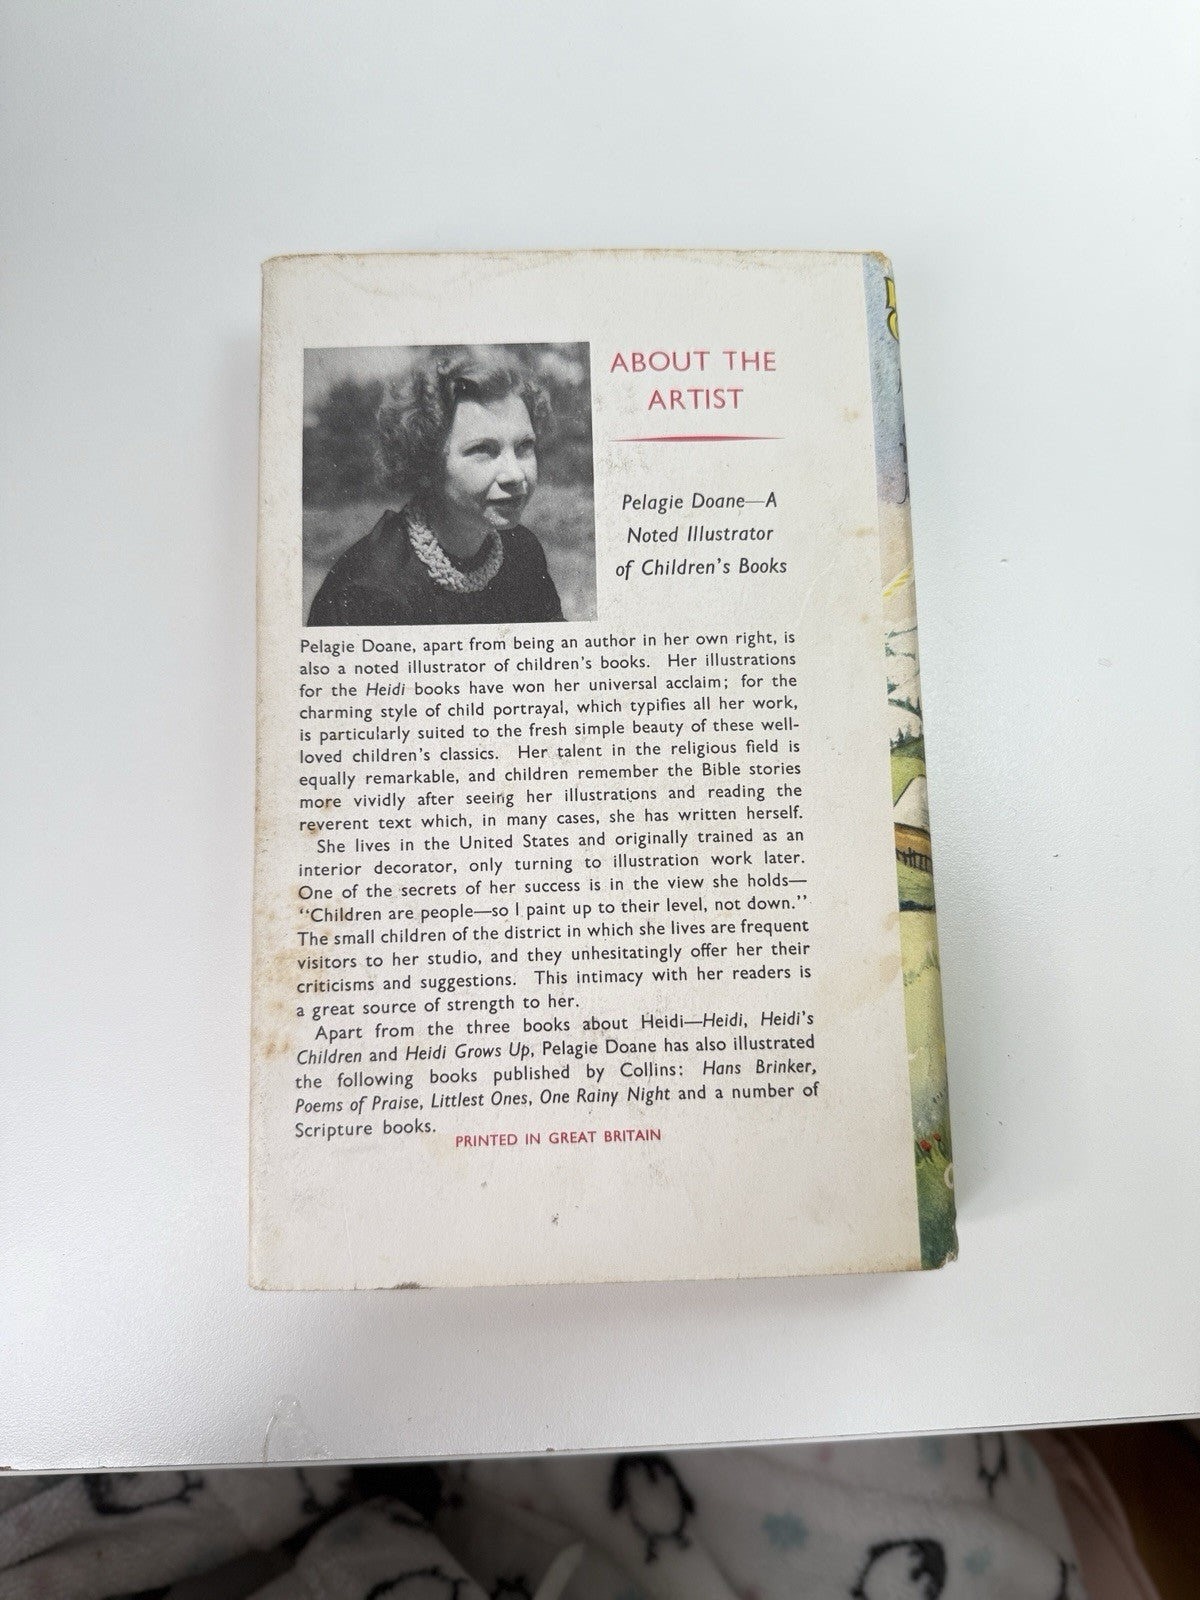 ABOUT THE
ARTIST
Pelagie Doane—A
Noted Illustrator
of Children's Books
Pelagie Doane, apart from being an author in her own right, is
also a noted illustrator of children's books. Her illustrations
for the Heidi books have won her universal acclaim; for the
charming style of child portrayal, which typifies all her work,
is particularly suited to the fresh simple beauty of these well-
loved children's classics. Her talent in the religious field is
equally remarkable, and children remember the Bible stories
more vividly after seeing her illustrations and reading the
reverent text which, in many cases, she has written herself.
She lives in the United States and originally trained as an
interior decorator, only turning to illustration work later.
One of the secrets of her success is in the view she holds—
"Children are people—so I paint up to their level, not down."
The small children of the district in which she lives are frequent
visitors to her studio, and they unhesitatingly offer her their
criticisms and suggestions. This intimacy with her readers is
a great source of strength to her.
Apart from the three books about Heidi—Heidi, Heidi's
Children and Heidi Grows Up, Pelagie Doane has also illustrated
the following books published by Collins: Hans Brinker,
Poems of Praise, Littlest Ones, One Rainy Night and a number of
Scripture books.
PRINTED IN GREAT BRITAIN